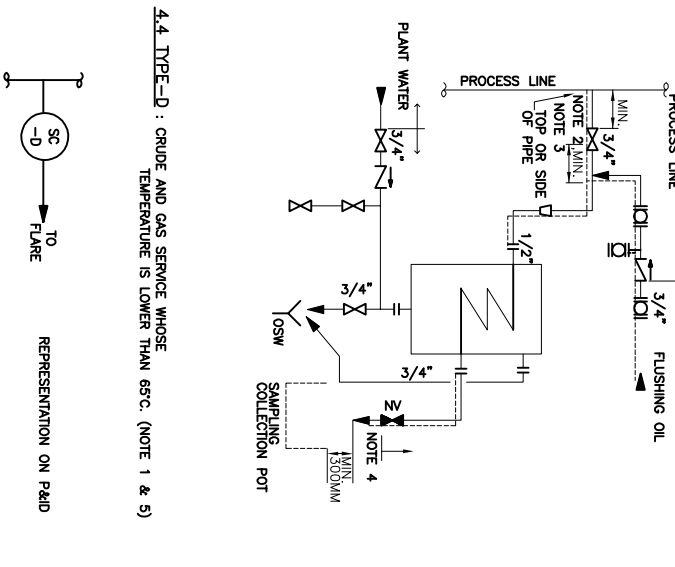 PROCESS LINE
PROCESS LINE
MIN.
3/4"
NOTE 2
MIN.
NOTE 3
TOP OR SIDE
OF PIPE
3/4"
FLUSHING OIL
PLANT WATER
3/4"
1/2"
3/4"
OSW
3/4"
NV
NOTE 4
MIN.
300MM
SAMPLING
COLLECTION POT
4.4 TYPE-D : CRUDE AND GAS SERVICE WHOSE
TEMPERATURE IS LOWER THAN 65°C. (NOTE 1 & 5)
SC
-D
TO
FLARE
REPRESENTATION ON P&ID